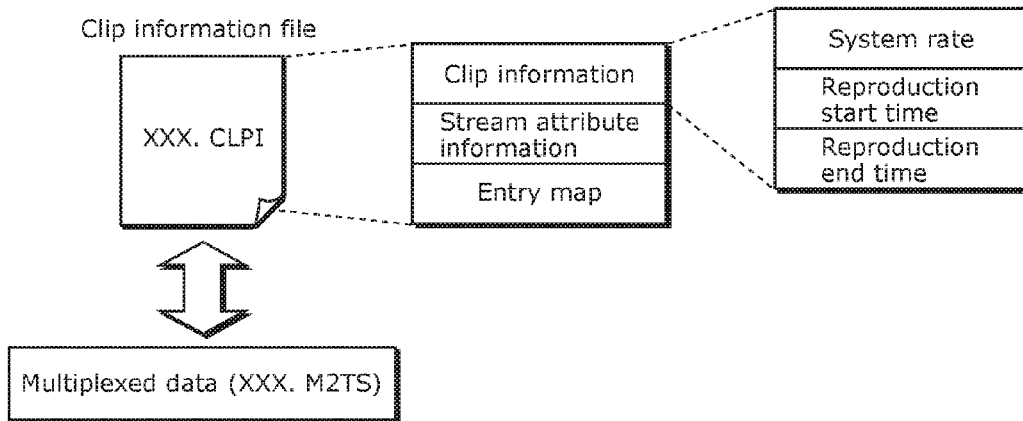 Clip information file
XXX. CLPI
Clip information
Stream attribute
information
Entry map
System rate
Reproduction
start time
Reproduction
end time
Multiplexed data (XXX. M2TS)